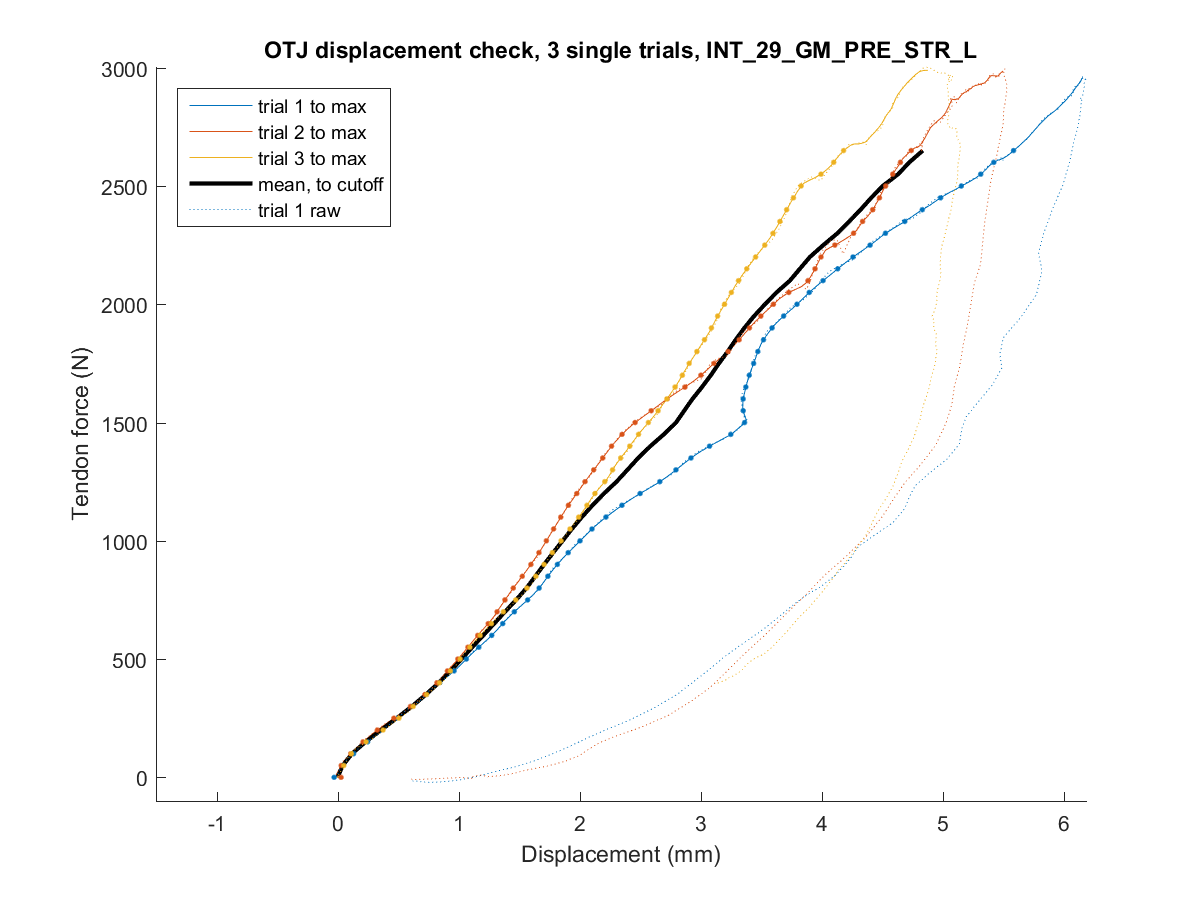 OTJ displacement check, 3 single trials, INT_29_GM_PRE_STR_L
3000
2500
2000
1500
1000
500
0
Tendon force (N)
trial 1 to max
trial 2 to max
trial 3 to max
mean, to cutoff
trial 1 raw
-1 0 1 2 3 4 5 6
Displacement (mm)